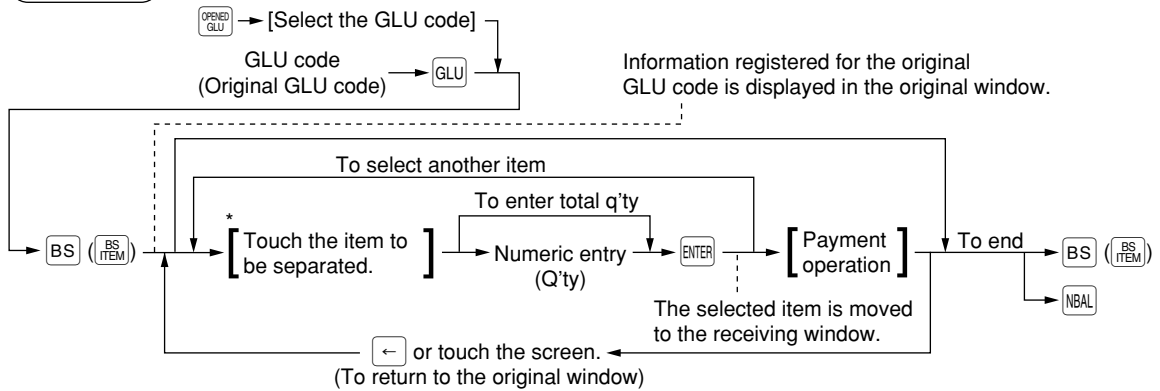 OPENED GLU [Select the GLU code]
GLU code
(Original GLU code) GLU
Information registered for the original
GLU code is displayed in the original window.
To select another item
To enter total q'ty
BS (BS ITEM)
*
[Touch the item to
be separated.]
Numeric entry
(Q'ty)
ENTER
[Payment
operation]
To end
BS (BS ITEM)
NBAL
The selected item is moved
to the receiving window.
← or touch the screen.
(To return to the original window)